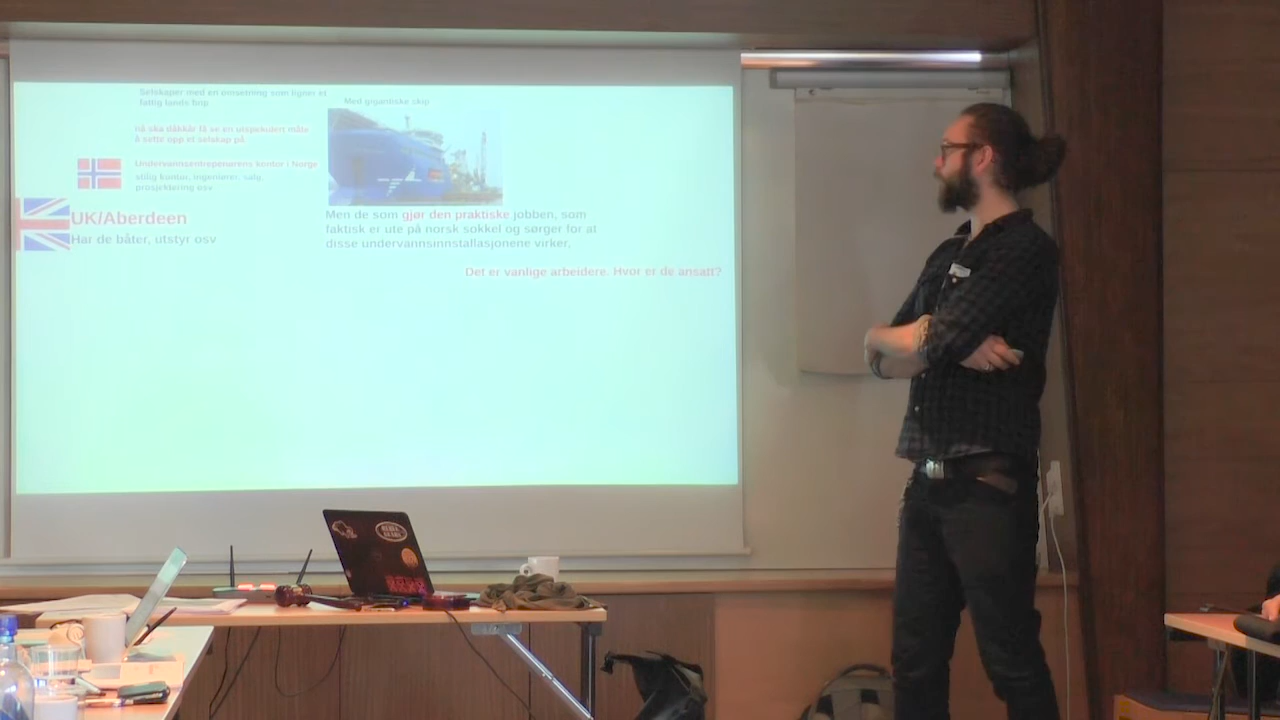 Selskaper med en omsetning som ligner et
fattig lands bnp
Med gigantiske skip
nå ska dåkkår få se en utspekulert måte
å sette opp et selskap på
Undervannsentrepenørens kontor i Norge
stilig kontor, ingeniører, salg,
prosjektering osv
UK/Aberdeen
Har de båter, utstyr osv
Men de som gjør den praktiske jobben, som
faktisk er ute på norsk sokkel og sørger for at
disse undervannsinnstallasjonene virker.
Det er vanlige arbeidere. Hvor er de ansatt?